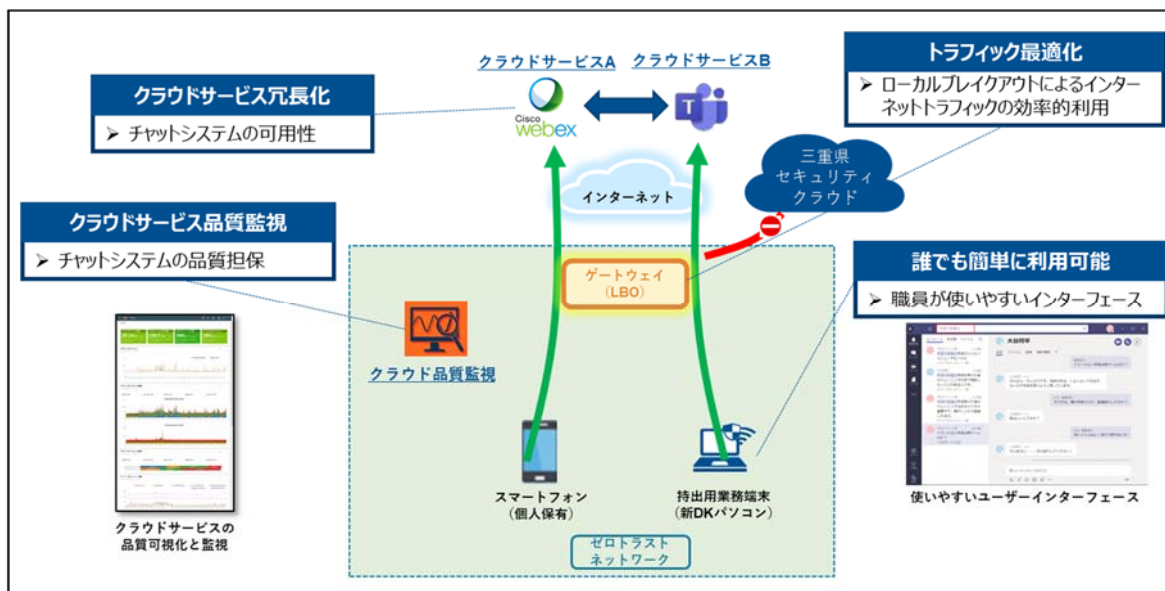 クラウドサービスA
クラウドサービスB
トラフィック最適化
➤ ローカルブレイクアウトによるインター
ネットトラフィックの効率的利用
クラウドサービス冗長化
➤ チャットシステムの可用性
Cisco
webex
T
三重県
セキュリティ
クラウド
インターネット
クラウドサービス品質監視
➤ チャットシステムの品質担保
ゲートウェイ
(LBO)
誰でも簡単に利用可能
➤ 職員が使いやすいインターフェース
クラウド品質監視
スマートフォン
(個人保有)
持出用業務端末
(新DKパソコン)
使いやすいユーザーインターフェース
クラウドサービスの
品質可視化と監視
ゼロトラスト
ネットワーク